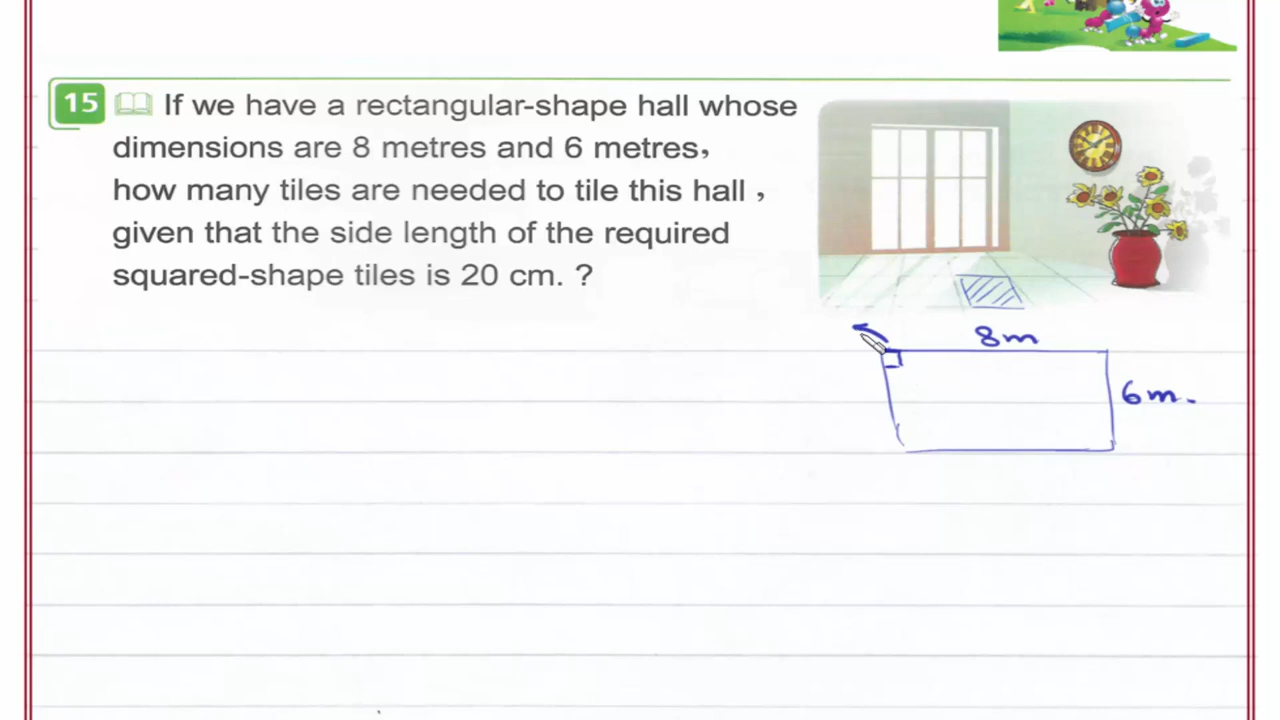 15 If we have a rectangular-shape hall whose
dimensions are 8 metres and 6 metres,
how many tiles are needed to tile this hall ,
given that the side length of the required
squared-shape tiles is 20 cm. ?
8m
6m.